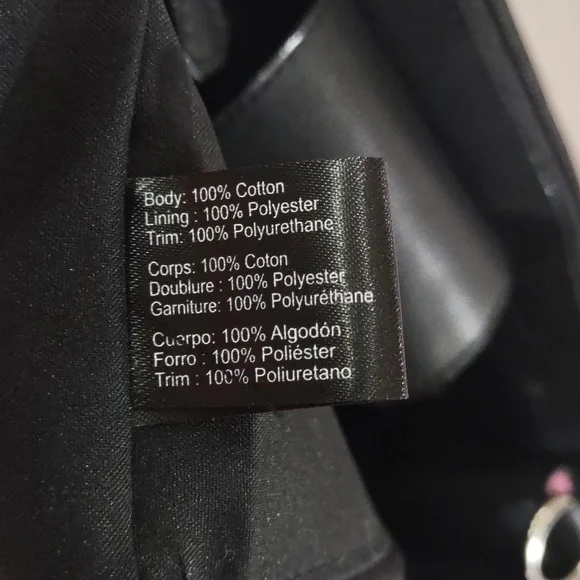 Body: 100% Cotton
Lining : 100% Polyester
Trim: 100% Polyurethane
Corps: 100% Coton
Doublure : 100% Polyester
Garniture: 100% Polyuréthane
Cuerpo: 100% Algodón
Forro : 100% Poliéster
Trim : 100% Poliuretano